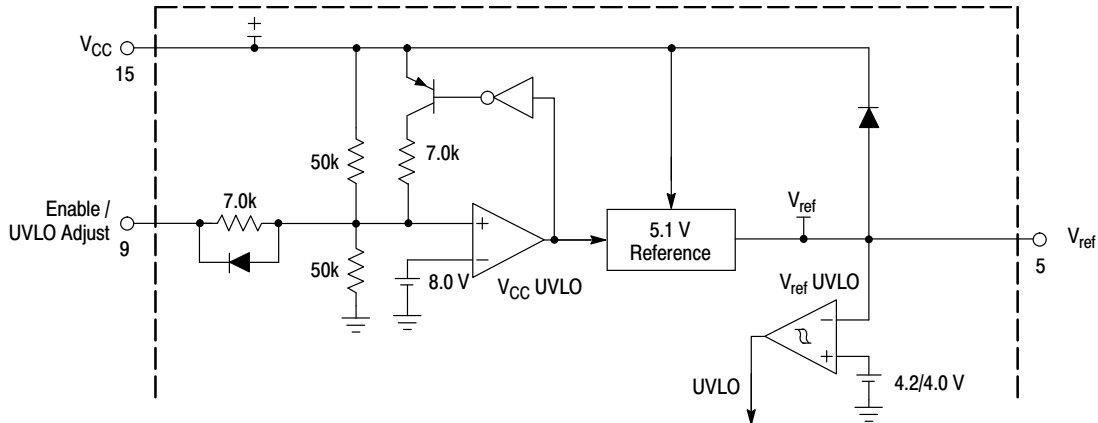 +
V_CC
15
50k
7.0k
Enable /
UVLO Adjust
9
7.0k
50k
+
−
8.0 V
V_CC UVLO
5.1 V
Reference
V_ref
V_ref
5
V_ref UVLO
−
+
4.2/4.0 V
UVLO